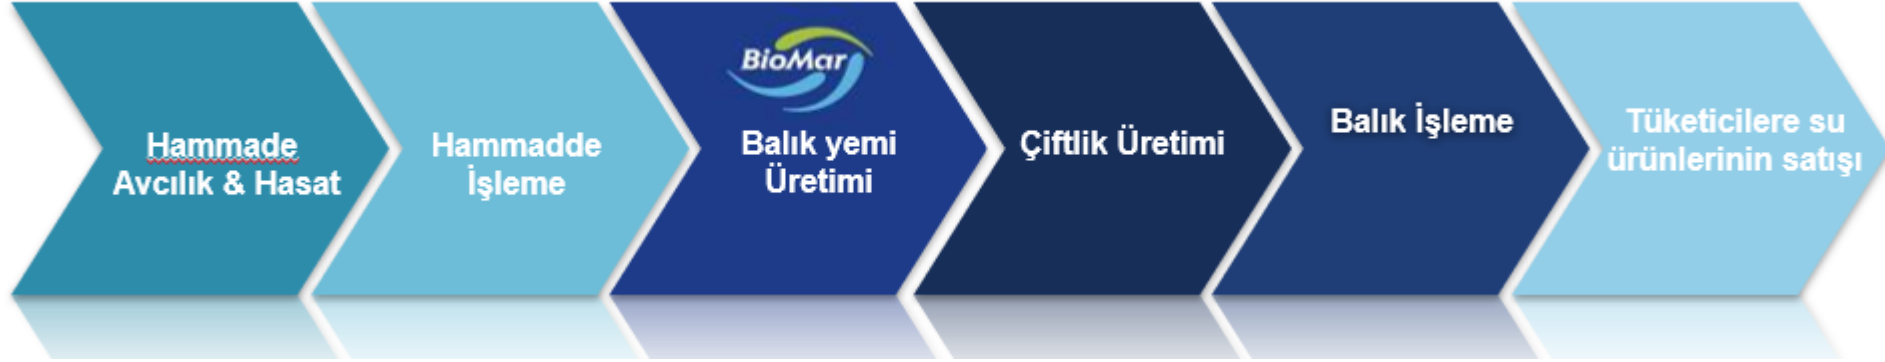 Hammade
Avcılık & Hasat
Hammadde
İşleme
BioMar
Balık yemi
Üretimi
Çiftlik Üretimi
Balık İşleme
Tüketicilere su
ürünlerinin satışı